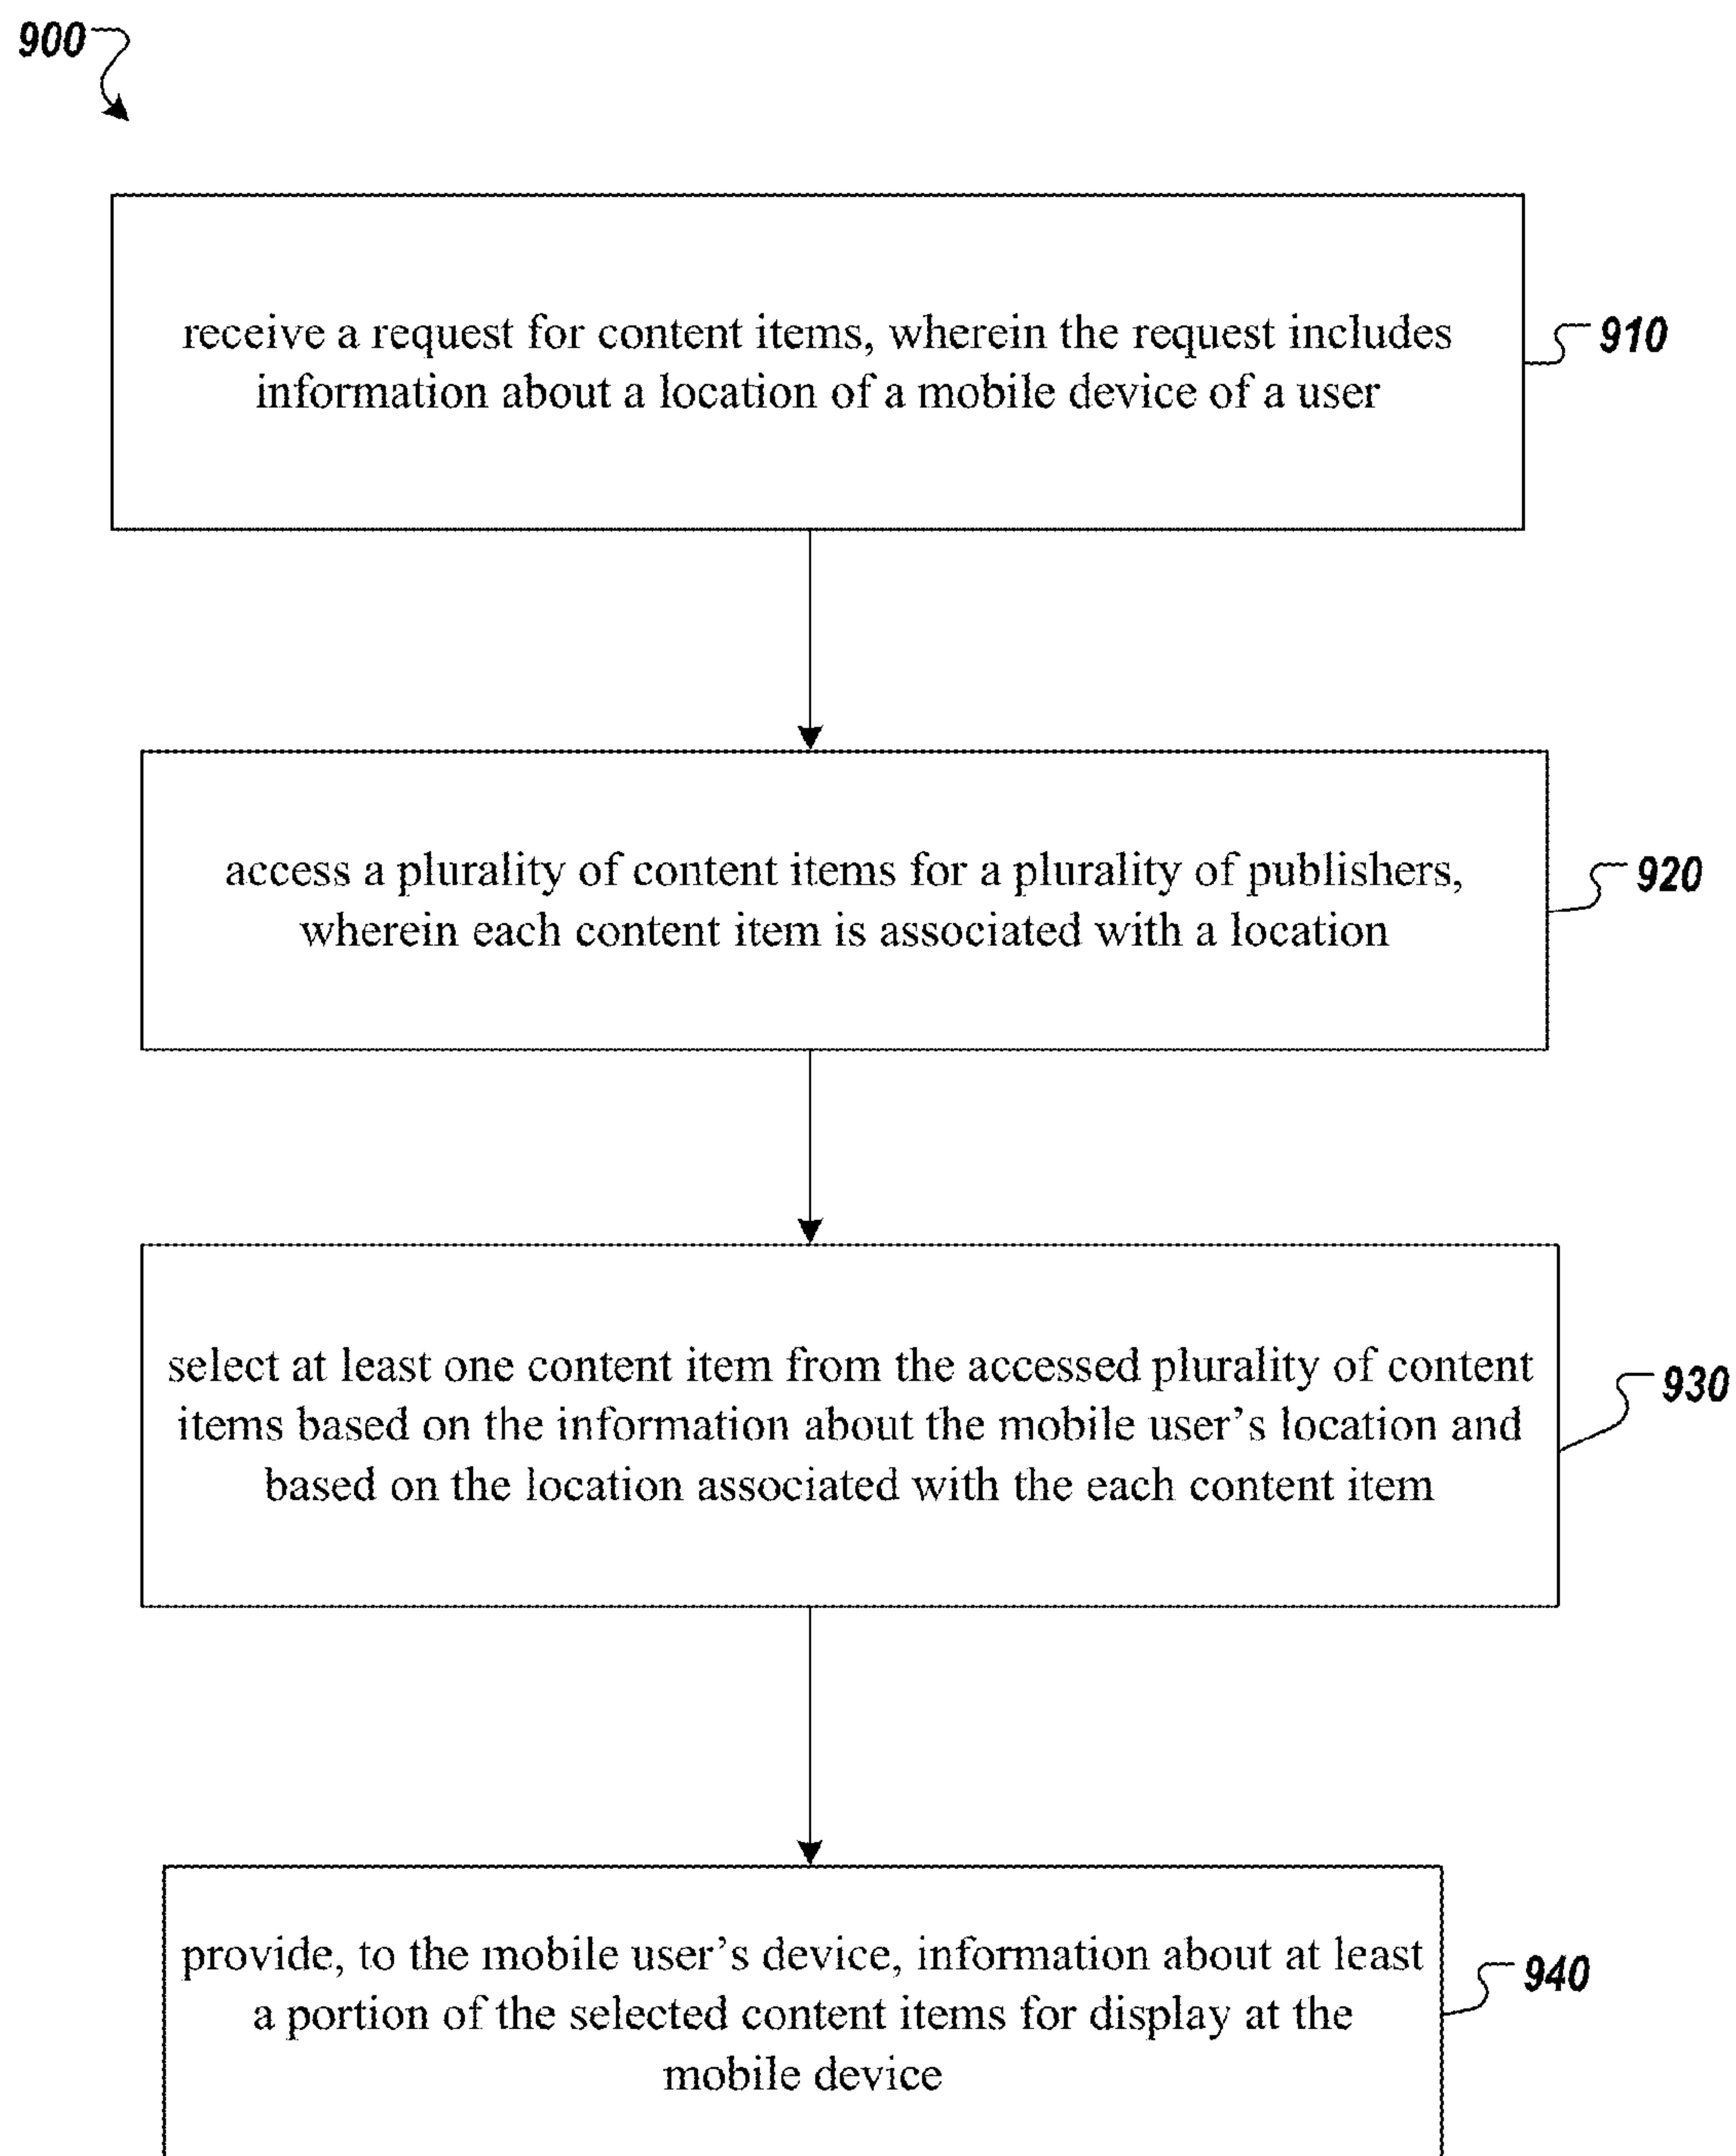 900
receive a request for content items, wherein the request includes
information about a location of a mobile device of a user
910
access a plurality of content items for a plurality of publishers,
wherein each content item is associated with a location
920
select at least one content item from the accessed plurality of content
items based on the information about the mobile user's location and
based on the location associated with the each content item
930
provide, to the mobile user's device, information about at least
a portion of the selected content items for display at the
mobile device
940